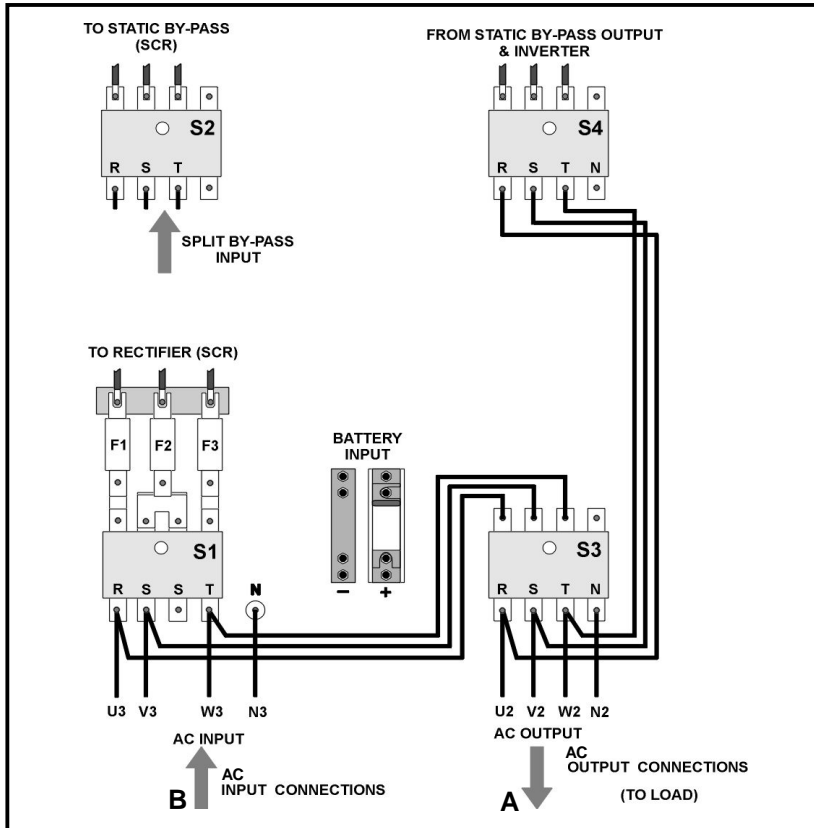 TO STATIC BY-PASS
(SCR)
S2
R S T
SPLIT BY-PASS
INPUT
FROM STATIC BY-PASS OUTPUT
& INVERTER
S4
R S T N
TO RECTIFIER (SCR)
F1 F2 F3
S1
R S S T N
U3 V3 W3 N3
AC INPUT
B
AC
INPUT CONNECTIONS
BATTERY
INPUT
– +
S3
R S T N
U2 V2 W2 N2
AC OUTPUT
A
AC
OUTPUT CONNECTIONS
(TO LOAD)